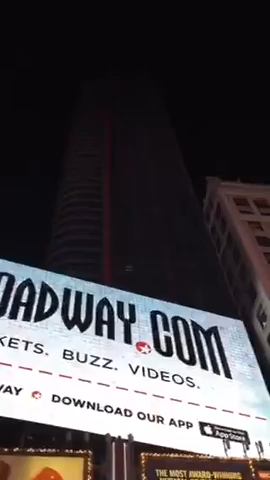 OADWAY.COM
KETS. BUZZ. VIDEOS.
WAY DOWNLOAD OUR APP App Store
THE MOST AWARD-WINNING